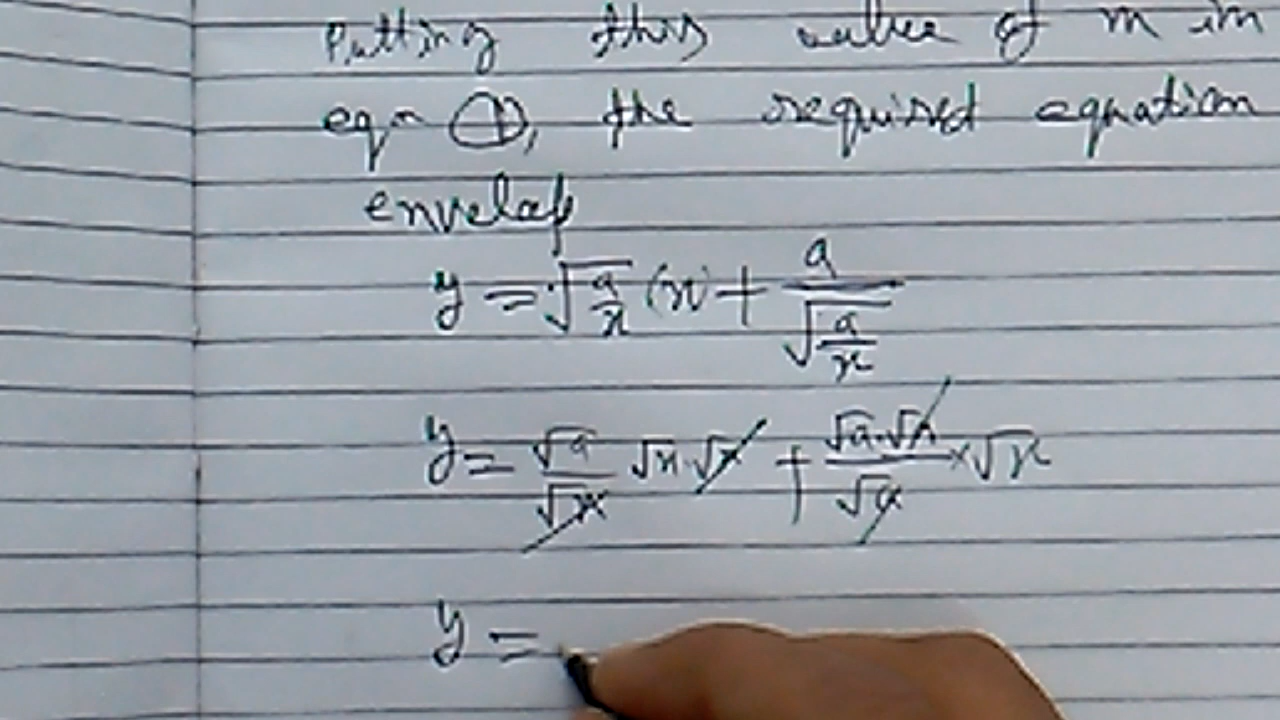 Putting this value of m in
eqn ①, the required equation
envelop
y = √(a/x) (x) + a/√(a/x)
y = √a/√x √x·√x + √a·√a/√a × √x
y =